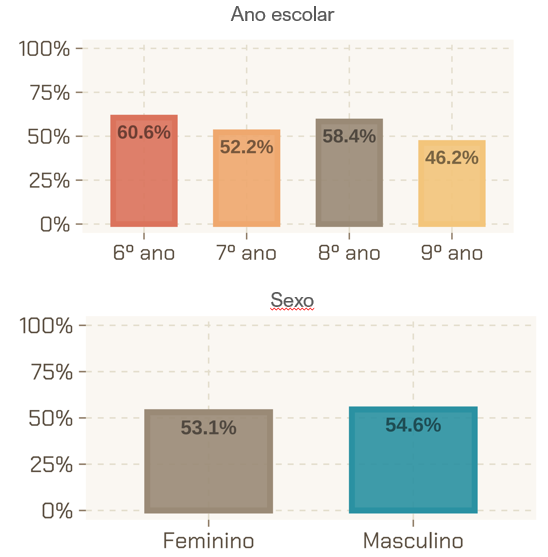 Ano escolar
100%
75%
50%
25%
0%
60.6%
52.2%
58.4%
46.2%
6º ano
7º ano
8º ano
9º ano
Sexo
100%
75%
50%
25%
0%
53.1%
54.6%
Feminino
Masculino